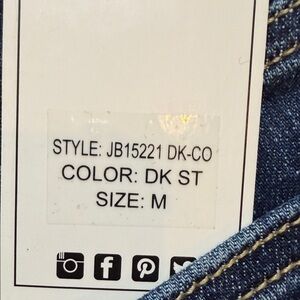 STYLE: JB15221 DK-CO
COLOR: DK ST
SIZE: M